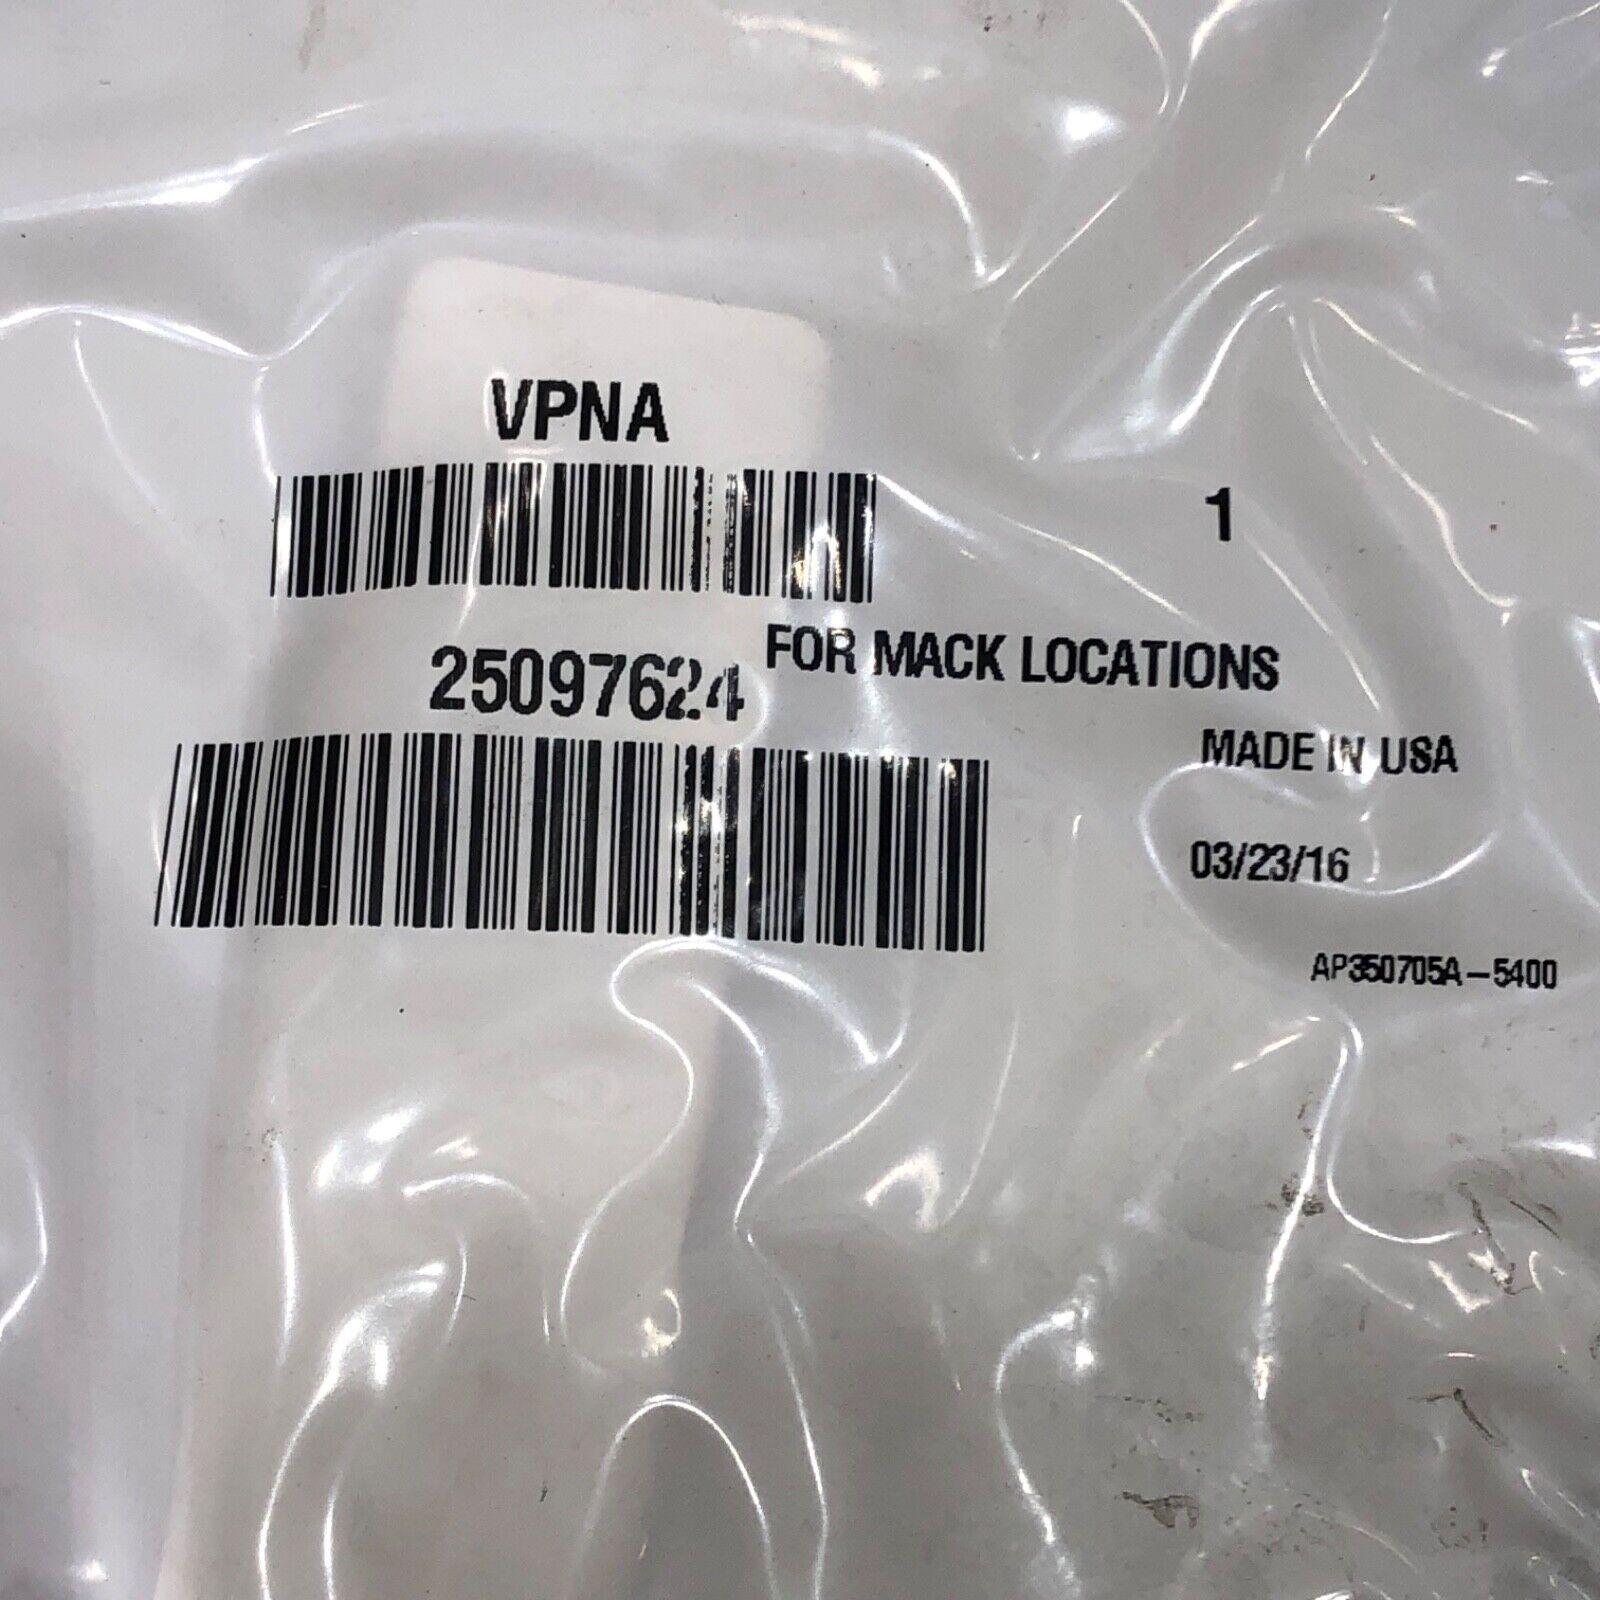 VPNA
1
25097624
FOR MACK LOCATIONS
MADE IN USA
03/23/16
AP350705A-5400